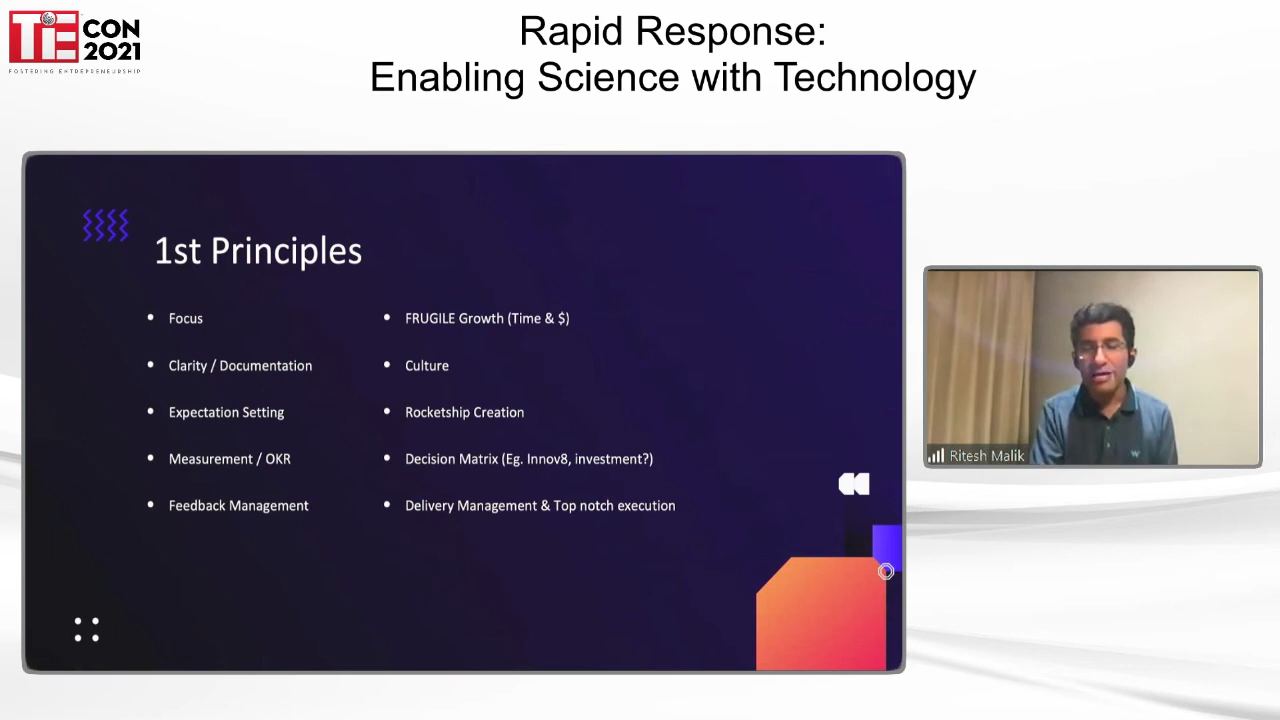 TiE
CON
2021
FOSTERING ENTREPRENEURSHIP
Rapid Response:
Enabling Science with Technology
1st Principles
Focus
Clarity / Documentation
Expectation Setting
Measurement / OKR
Feedback Management
FRUGILE Growth (Time & $)
Culture
Rocketship Creation
Decision Matrix (Eg. Innov8, investment?)
Delivery Management & Top notch execution
Ritesh Malik